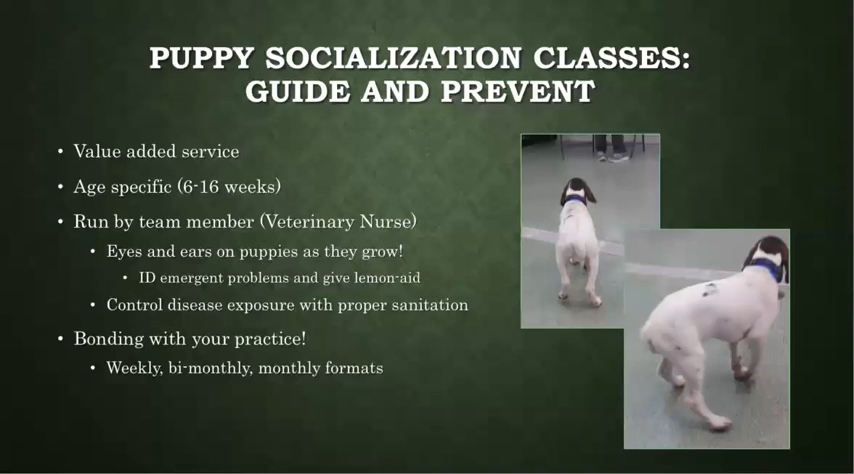 PUPPY SOCIALIZATION CLASSES:
GUIDE AND PREVENT
• Value added service
• Age specific (6-16 weeks)
• Run by team member (Veterinary Nurse)
• Eyes and ears on puppies as they grow!
• ID emergent problems and give lemon-aid
• Control disease exposure with proper sanitation
• Bonding with your practice!
• Weekly, bi-monthly, monthly formats